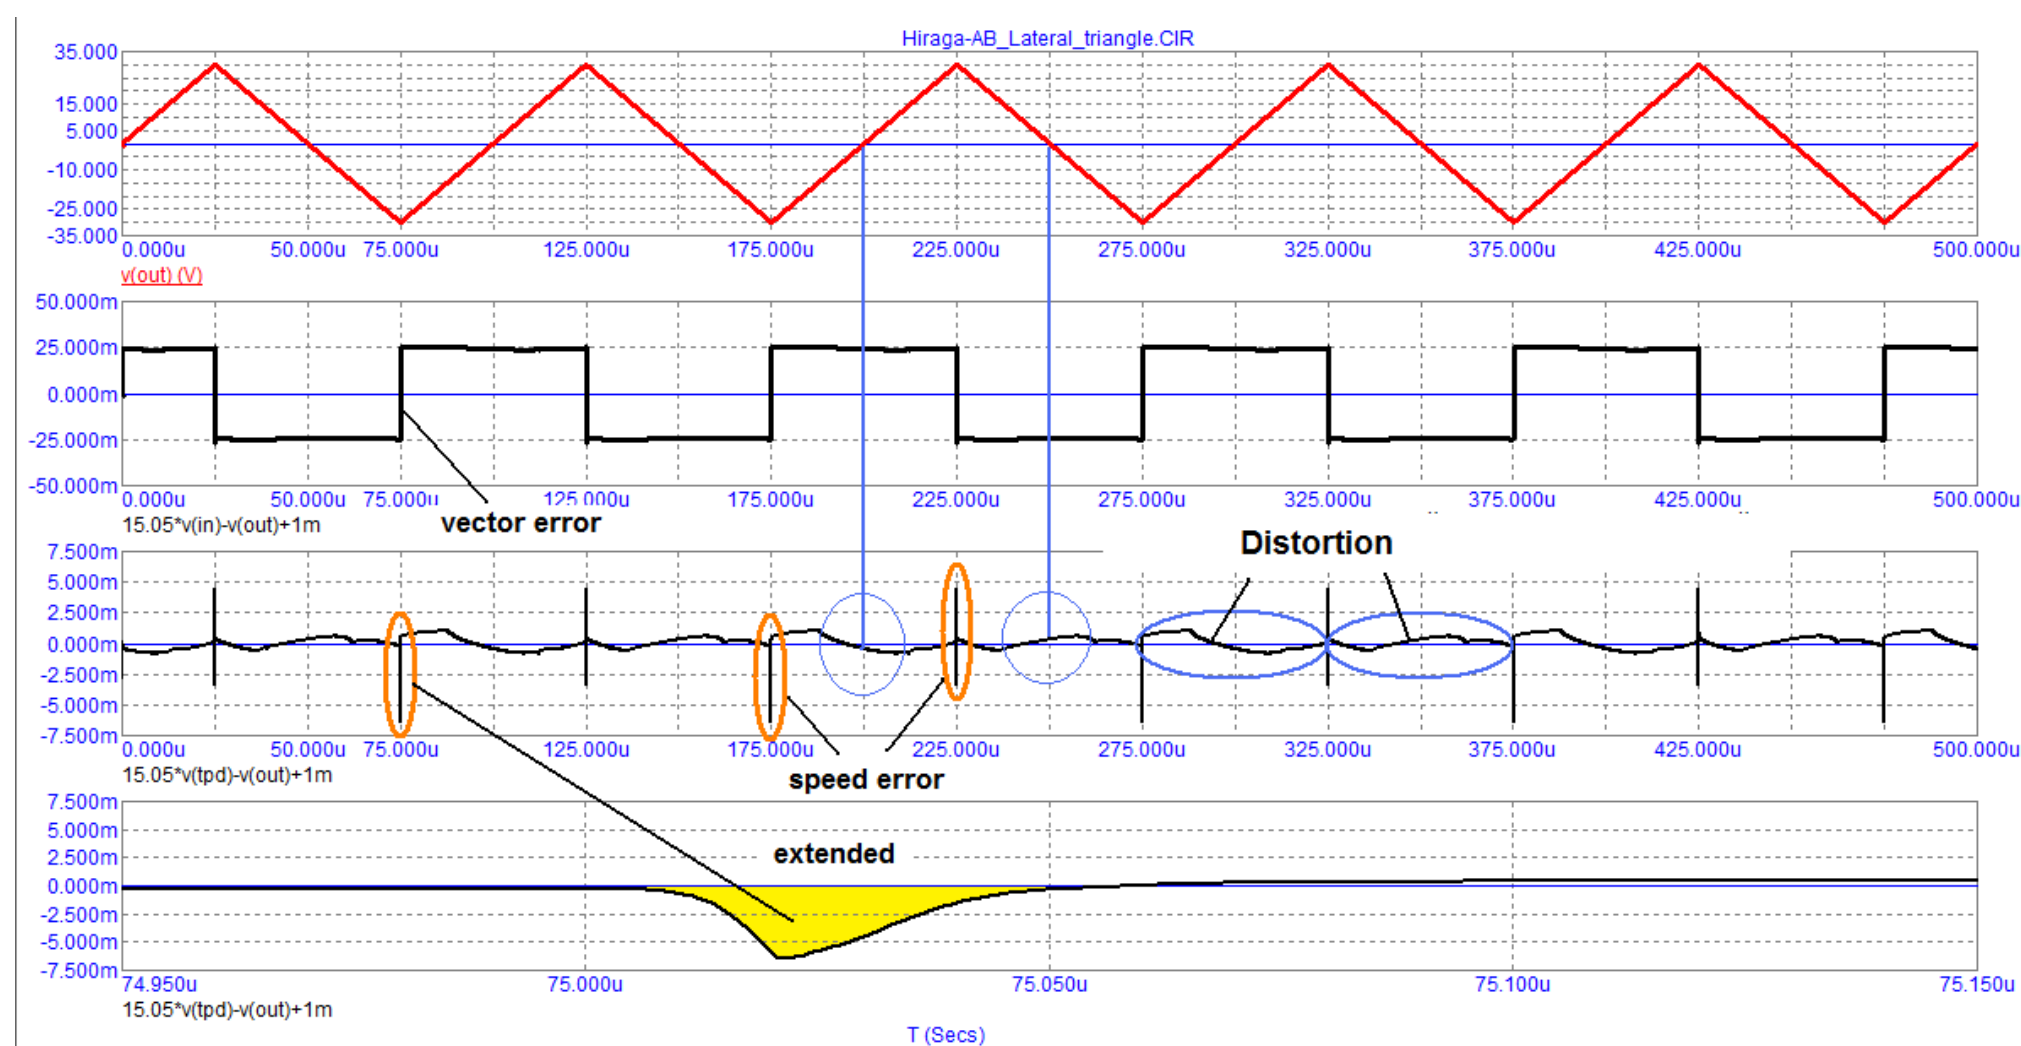 Hiraga-AB_Lateral_triangle.CIR
35.000
15.000
5.000
-10.000
-25.000
-35.000
0.000u 50.000u 75.000u 125.000u 175.000u 225.000u 275.000u 325.000u 375.000u 425.000u 500.000u
v(out) (V)
50.000m
25.000m
0.000m
-25.000m
-50.000m
0.000u 50.000u 75.000u 125.000u 175.000u 225.000u 275.000u 325.000u 375.000u 425.000u 500.000u
15.05*v(in)-v(out)+1m
vector error
Distortion
7.500m
5.000m
2.500m
0.000m
-2.500m
-5.000m
-7.500m
0.000u 50.000u 75.000u 125.000u 175.000u 225.000u 275.000u 325.000u 375.000u 425.000u 500.000u
15.05*v(tpd)-v(out)+1m
speed error
7.500m
5.000m
2.500m
extended
0.000m
-2.500m
-5.000m
-7.500m
74.950u 75.000u 75.050u 75.100u 75.150u
15.05*v(tpd)-v(out)+1m
T (Secs)